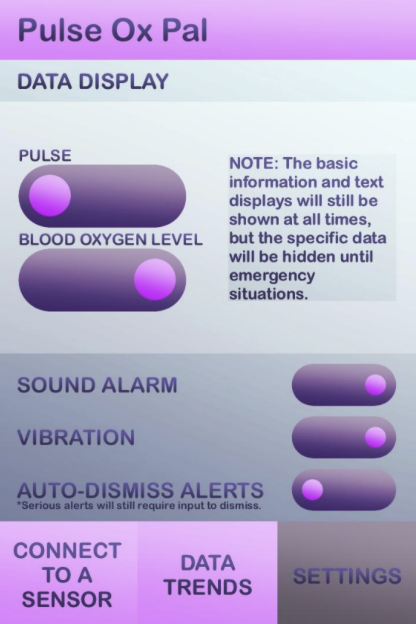 Pulse Ox Pal
DATA DISPLAY
PULSE
BLOOD OXYGEN LEVEL
NOTE: The basic
information and text
displays will still be
shown at all times,
but the specific data
will be hidden until
emergency
situations.
SOUND ALARM
VIBRATION
AUTO-DISMISS ALERTS
*Serious alerts will still require input to dismiss.
CONNECT
TO A
SENSOR
DATA
TRENDS
SETTINGS